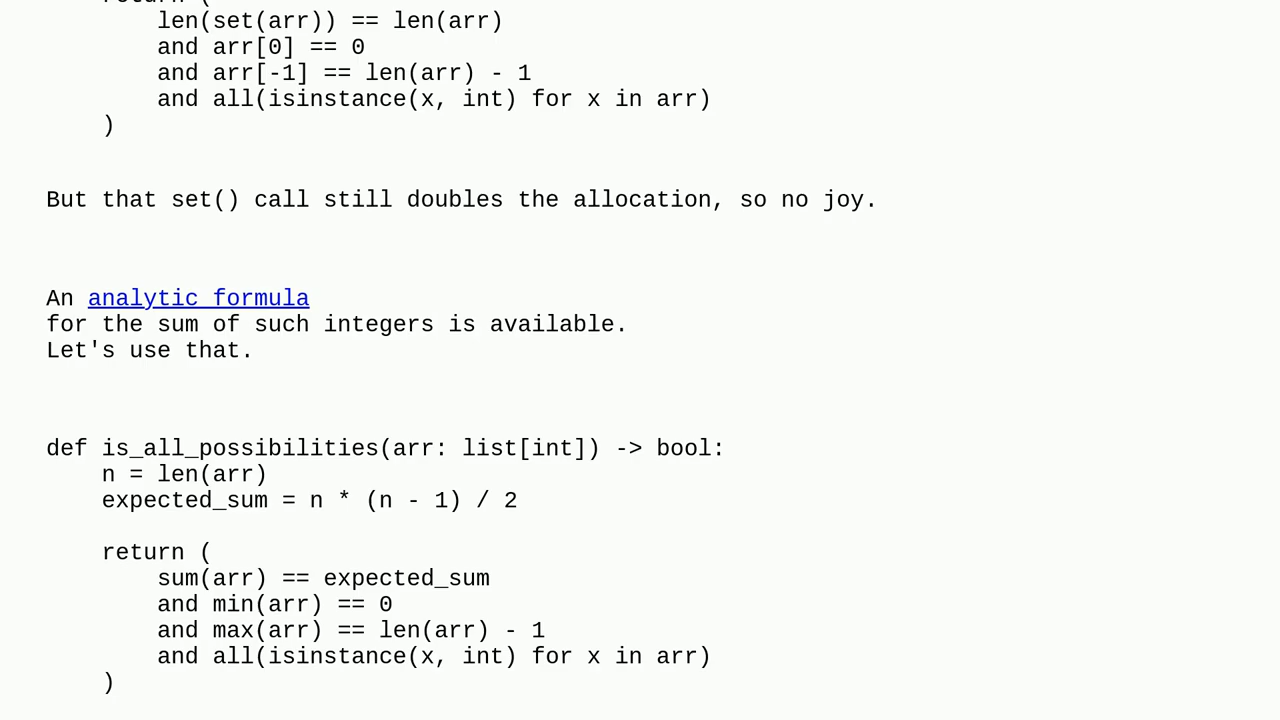 return (
len(set(arr)) == len(arr)
and arr[0] == 0
and arr[-1] == len(arr) - 1
and all(isinstance(x, int) for x in arr)
)
But that set() call still doubles the allocation, so no joy.
An analytic formula
for the sum of such integers is available.
Let's use that.
def is_all_possibilities(arr: list[int]) -> bool:
n = len(arr)
expected_sum = n * (n - 1) / 2
return (
sum(arr) == expected_sum
and min(arr) == 0
and max(arr) == len(arr) - 1
and all(isinstance(x, int) for x in arr)
)